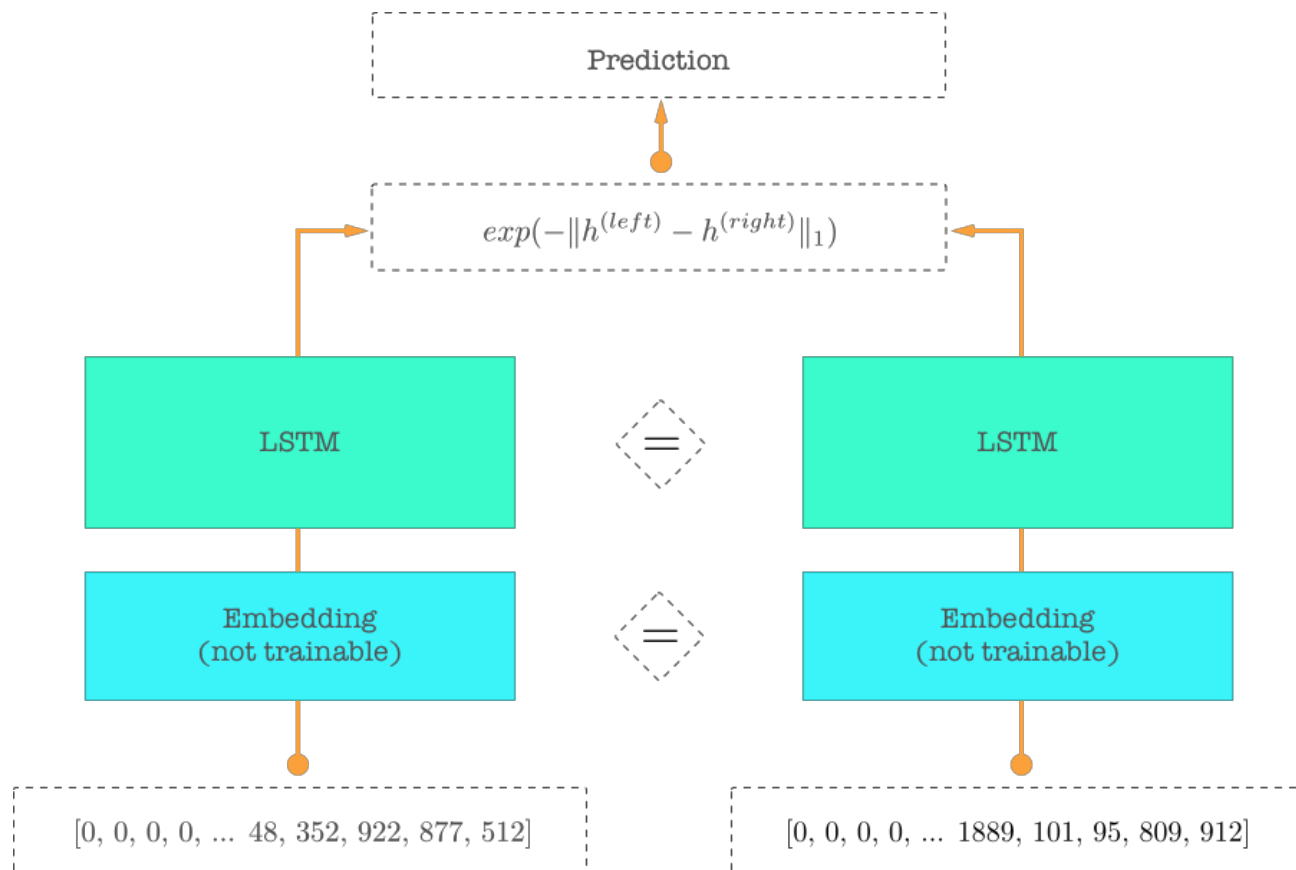 Prediction
exp(−‖h^(left) − h^(right)‖₁)
LSTM
=
LSTM
Embedding
(not trainable)
=
Embedding
(not trainable)
[0, 0, 0, 0, ... 48, 352, 922, 877, 512]
[0, 0, 0, 0, ... 1889, 101, 95, 809, 912]